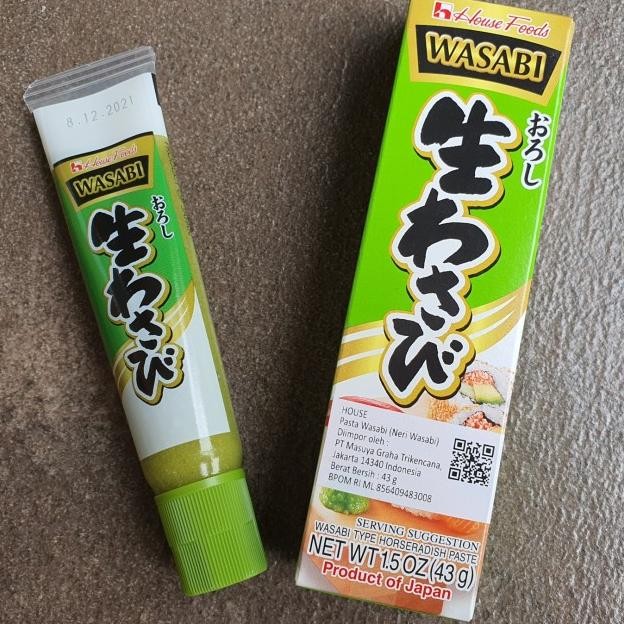 8.12.2021
House Foods
WASABI
おろし
生わさび
House Foods
WASABI
おろし
生わさび
HOUSE
Pasta Wasabi (Neri Wasabi)
Diimpor oleh :
PT Masuya Graha Trikencana,
Jakarta 14340 Indonesia
Berat Bersih : 43 g
BPOM RI ML 856409483008
SERVING SUGGESTION
WASABI TYPE HORSERADISH PASTE
NET WT 1.5 OZ (43 g)
Product of Japan